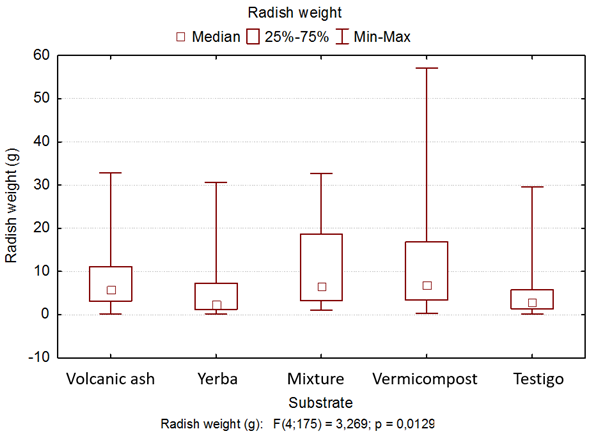 Radish weight
Median 25%-75% Min-Max
60
50
40
30
20
10
0
-10
Radish weight (g)
Volcanic ash Yerba Mixture Vermicompost Testigo
Substrate
Radish weight (g): F(4;175) = 3,269; p = 0,0129